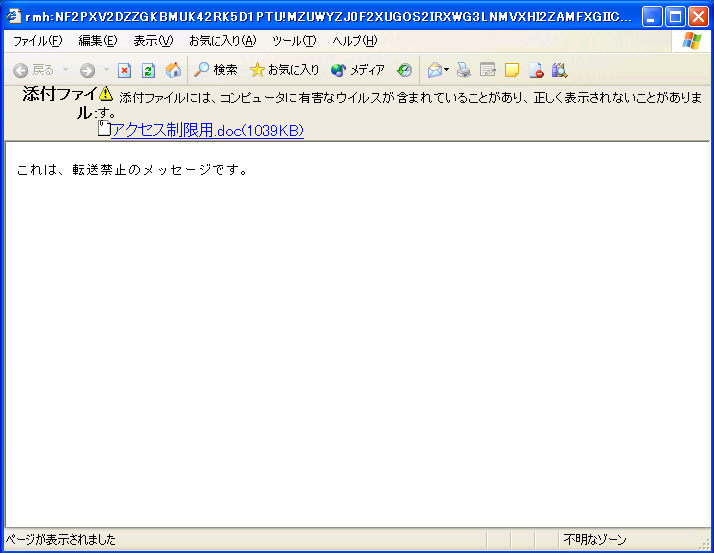 rmh:NF2PXV2DZZGKBMUK42RK5D1PTU!MZUWYZJ0F2XUGOS2IRXWG3LNMVXHI2ZAMFXGIIC...
ファイル(F) 編集(E) 表示(V) お気に入り(A) ツール(T) ヘルプ(H)
戻る 検索 お気に入り メディア
添付ファイル: 添付ファイルには、コンピュータに有害なウイルスが含まれていることがあり、正しく表示されないことがあります。
アクセス制限用.doc(1039KB)
これは、転送禁止のメッセージです。
ページが表示されました 不明なゾーン